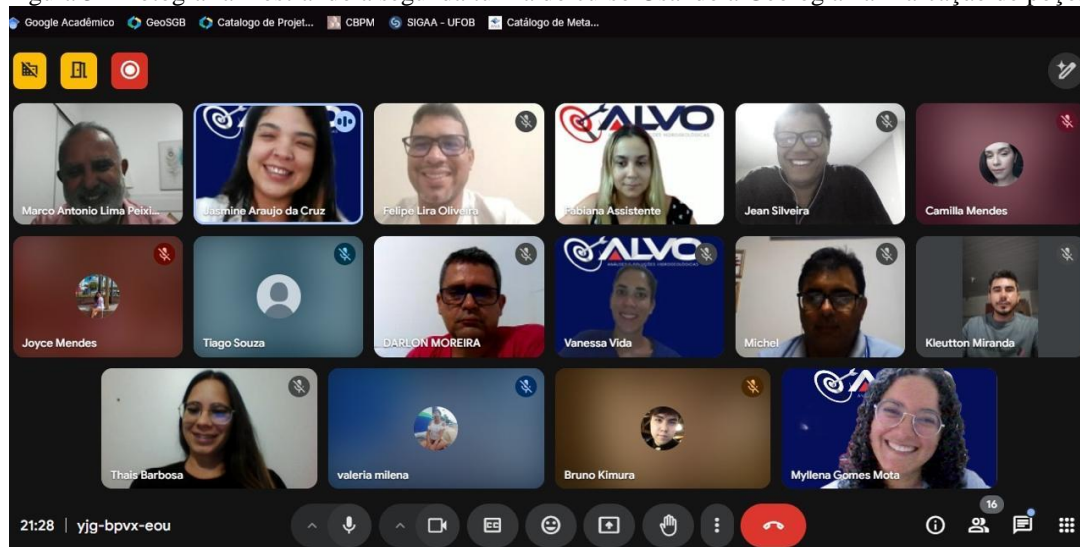 Google Acadêmico GeoSGB Catalogo de Projet... CBPM SIGAA - UFOB Catálogo de Meta...
ALVO
ALVO
Marco Antonio Lima Peixi...
Jasmine Araujo da Cruz
Felipe Lira Oliveira
Fabiana Assistente
Jean Silveira
Camilla Mendes
ALVO
Joyce Mendes
Tiago Souza
DARLON MOREIRA
Vanessa Vida
Michel
Kleutton Miranda
Thais Barbosa
valeria milena
Bruno Kimura
Myllena Gomes Mota
16
21:28 | yjg-bpvx-eou
CC